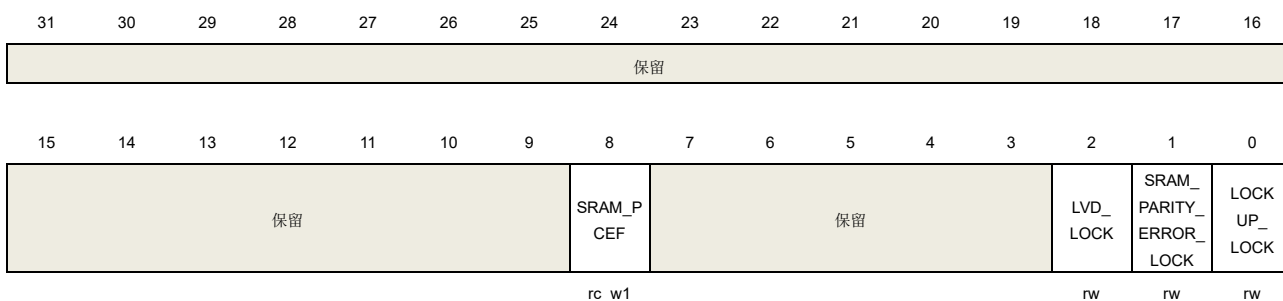 31 30 29 28 27 26 25 24 23 22 21 20 19 18 17 16
保留
15 14 13 12 11 10 9 8 7 6 5 4 3 2 1 0
保留
SRAM_P
CEF
保留
LVD_
LOCK
SRAM_
PARITY_
ERROR_
LOCK
LOCK
UP_
LOCK
rc_w1 rw rw rw